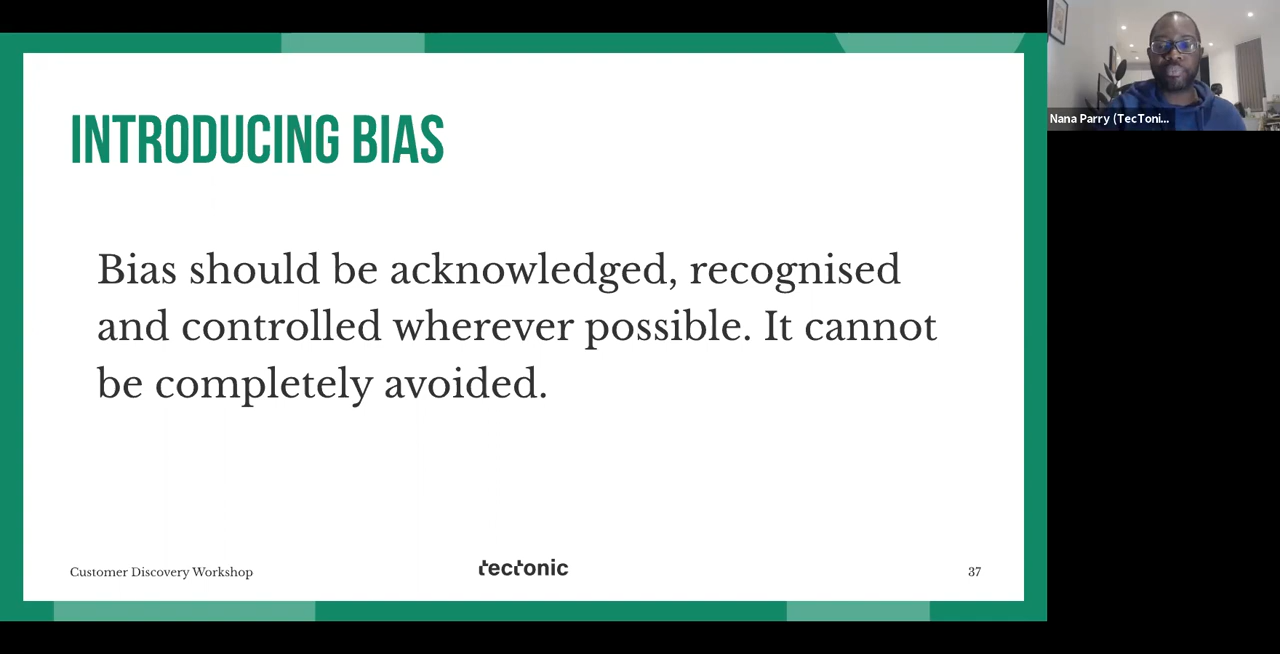 INTRODUCING BIAS
Bias should be acknowledged, recognised
and controlled wherever possible. It cannot
be completely avoided.
Customer Discovery Workshop
tectonic
37
Nana Parry (TecToni...